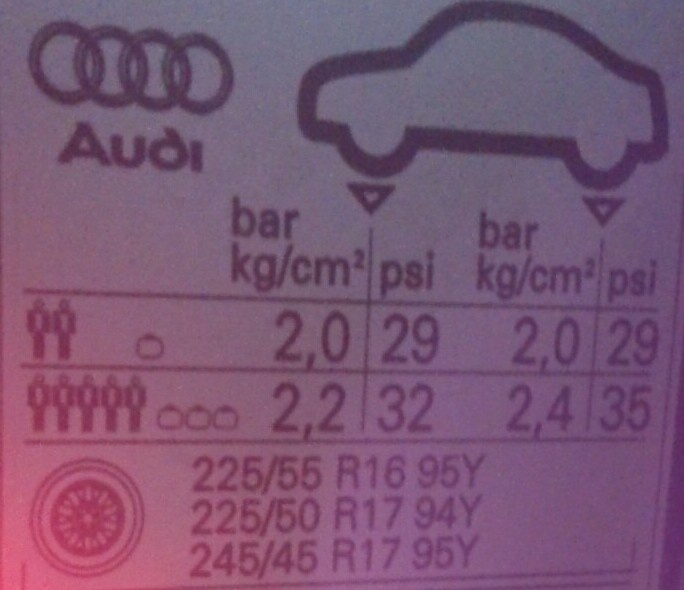 Audi
bar psi bar psi
kg/cm² kg/cm²
2,0 29 2,0 29
2,2 32 2,4 35
225/55 R16 95Y
225/50 R17 94Y
245/45 R17 95Y